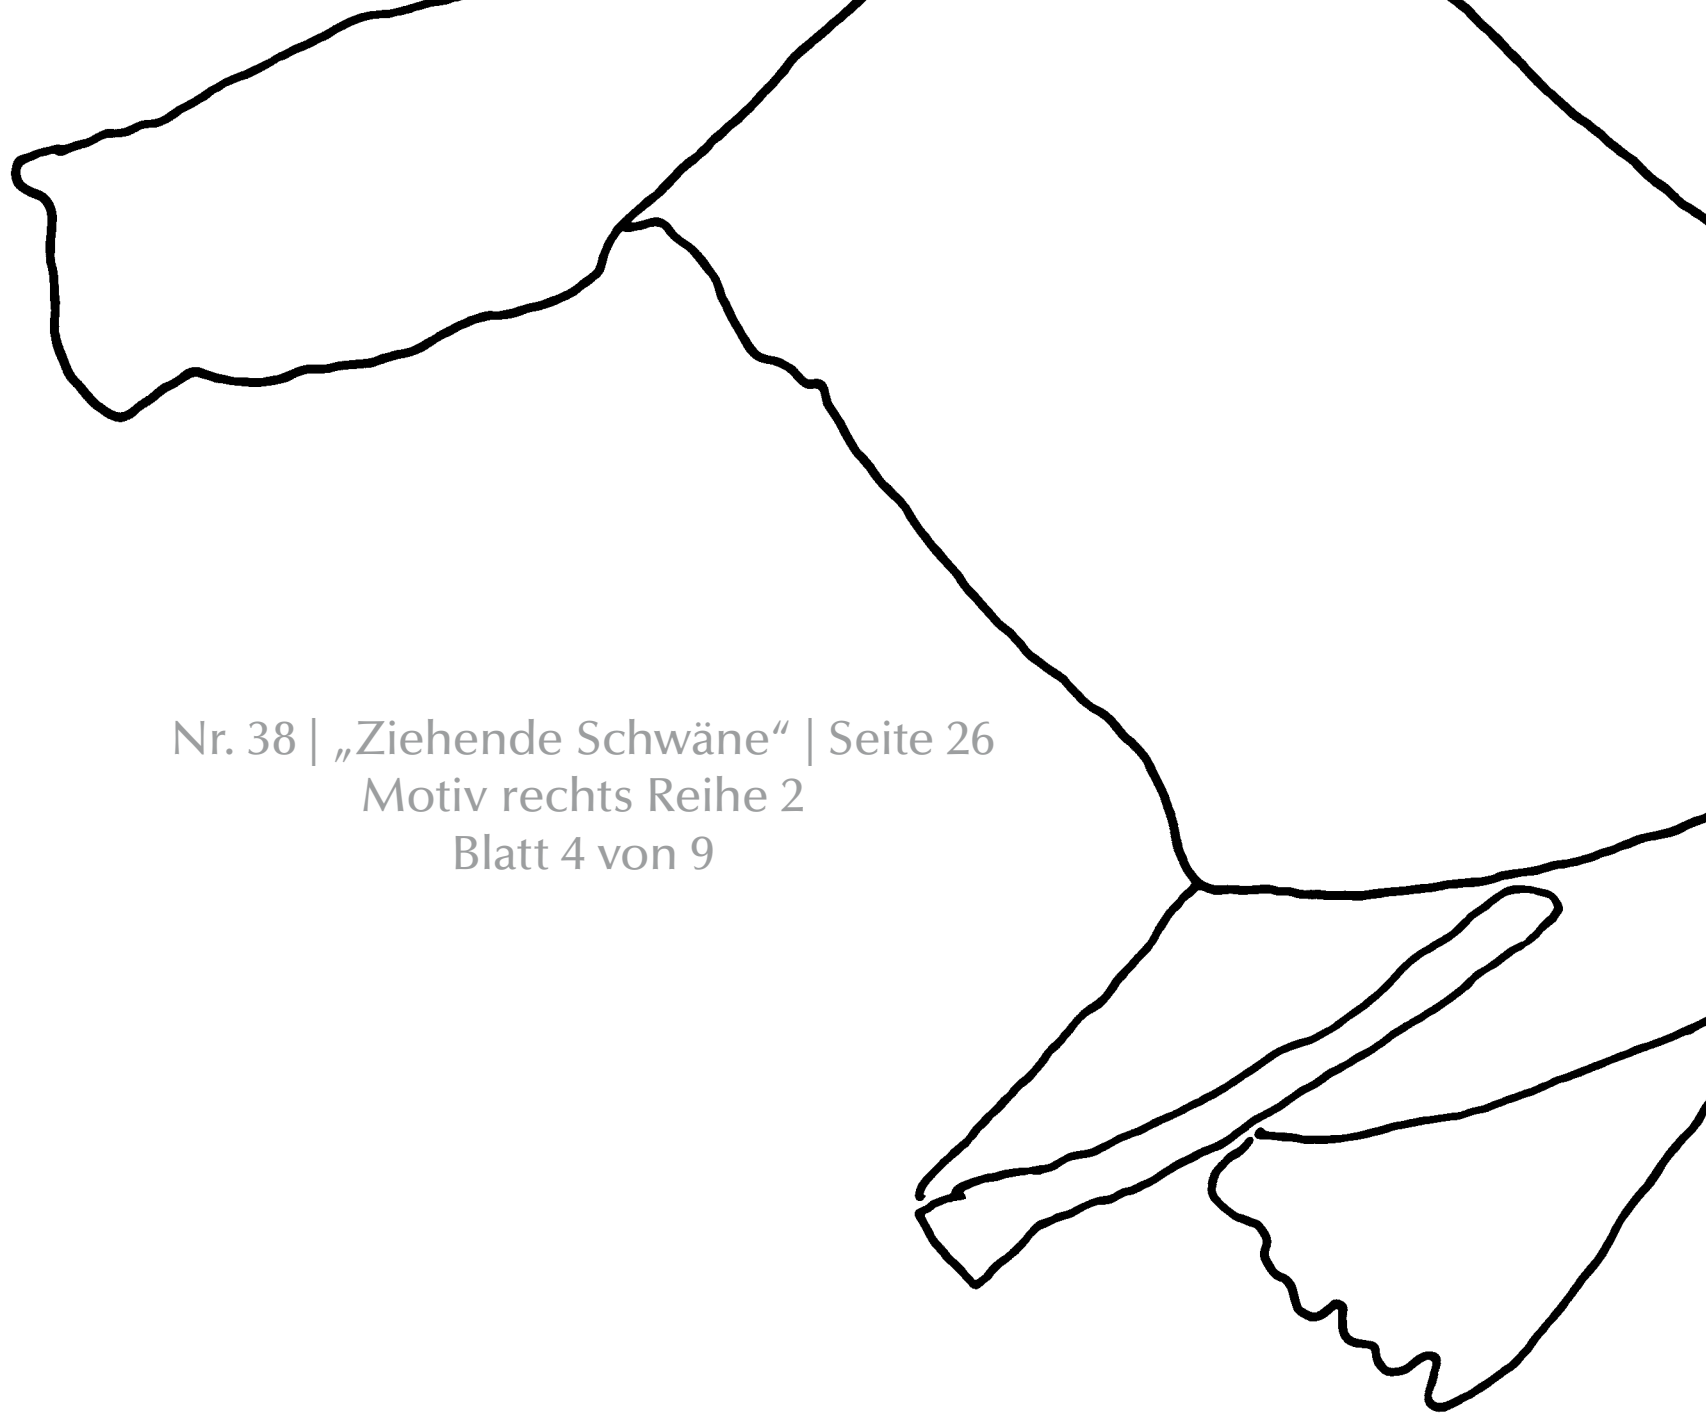 Nr. 38 | „Ziehende Schwäne“ | Seite 26
Motiv rechts Reihe 2
Blatt 4 von 9